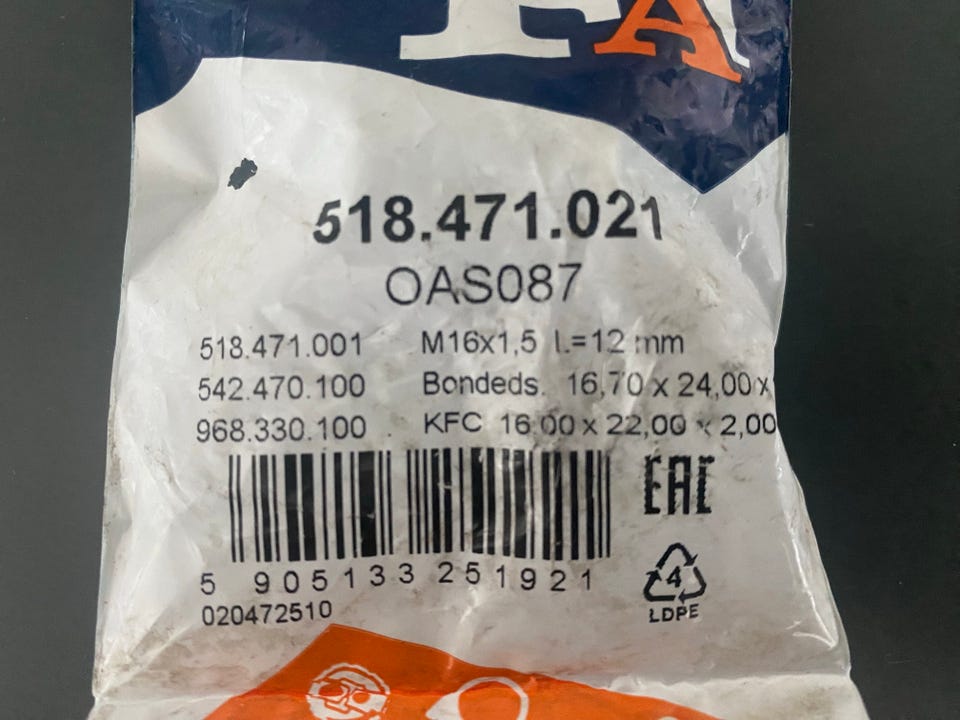 FA
518.471.021
OAS087
518.471.001 M16x1,5 L=12 mm
542.470.100 Bondeds. 16,70 x 24,00 x
968.330.100 KFC 16,00 x 22,00 x 2,00
EAC
5 905133 251921
4
020472510
LDPE